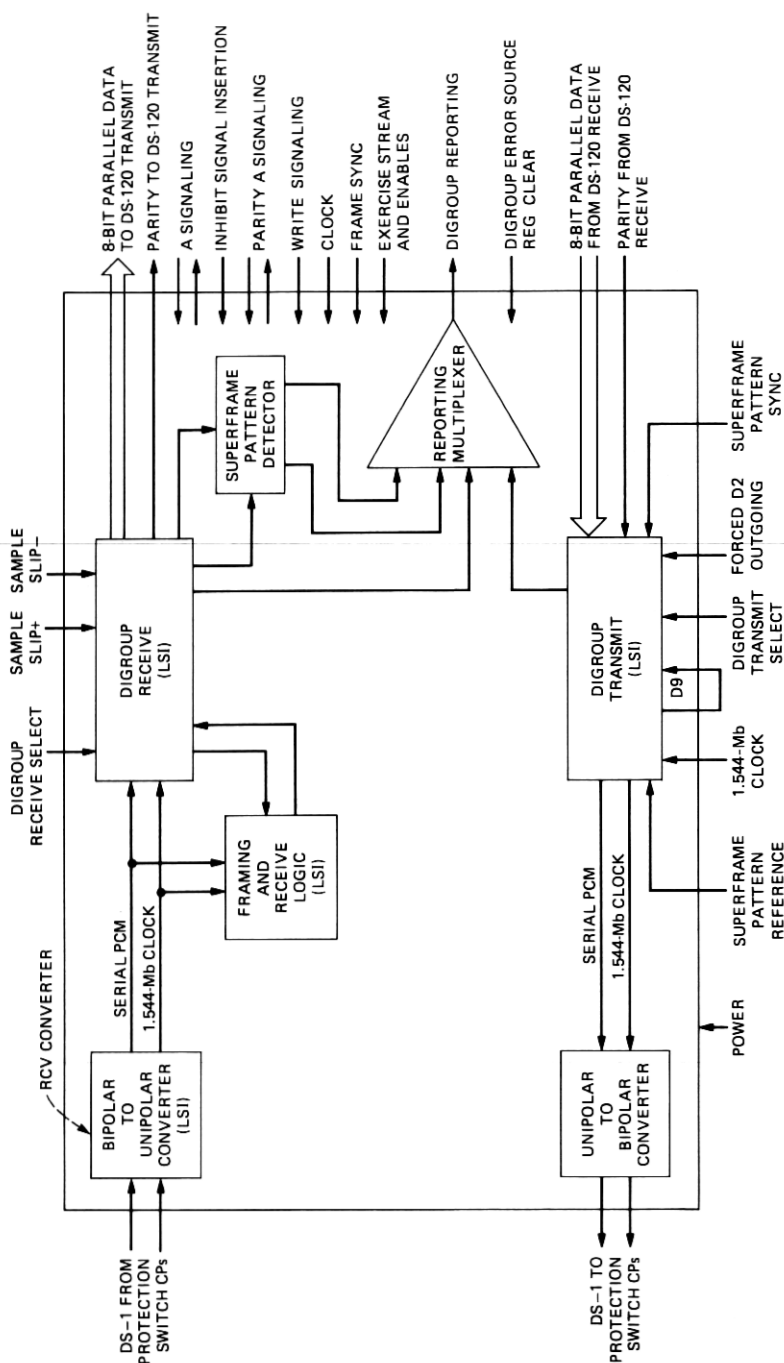 DIGROUP
RECEIVE SELECT
SAMPLE
SLIP+
SAMPLE
SLIP−
8-BIT PARALLEL DATA
TO DS-120 TRANSMIT
PARITY TO DS-120 TRANSMIT
A SIGNALING
INHIBIT SIGNAL INSERTION
PARITY A SIGNALING
WRITE SIGNALING
CLOCK
FRAME SYNC
EXERCISE STREAM
AND ENABLES
DIGROUP REPORTING
DIGROUP ERROR SOURCE
REG CLEAR
8-BIT PARALLEL DATA
FROM DS-120 RECEIVE
PARITY FROM DS-120
RECEIVE
RCV CONVERTER
DS-1 FROM
PROTECTION
SWITCH CPs
BIPOLAR
TO
UNIPOLAR
CONVERTER
(LSI)
SERIAL PCM
1.544-Mb CLOCK
FRAMING
AND
RECEIVE
LOGIC
(LSI)
DIGROUP
RECEIVE
(LSI)
SUPERFRAME
PATTERN
DETECTOR
REPORTING
MULTIPLEXER
DS-1 TO
PROTECTION
SWITCH CPs
UNIPOLAR
TO
BIPOLAR
CONVERTER
SERIAL PCM
1.544-Mb CLOCK
DIGROUP
TRANSMIT
(LSI)
D9
POWER
SUPERFRAME
PATTERN
REFERENCE
1.544-Mb
CLOCK
DIGROUP
TRANSMIT
SELECT
FORCED D2
OUTGOING
SUPERFRAME
PATTERN
SYNC